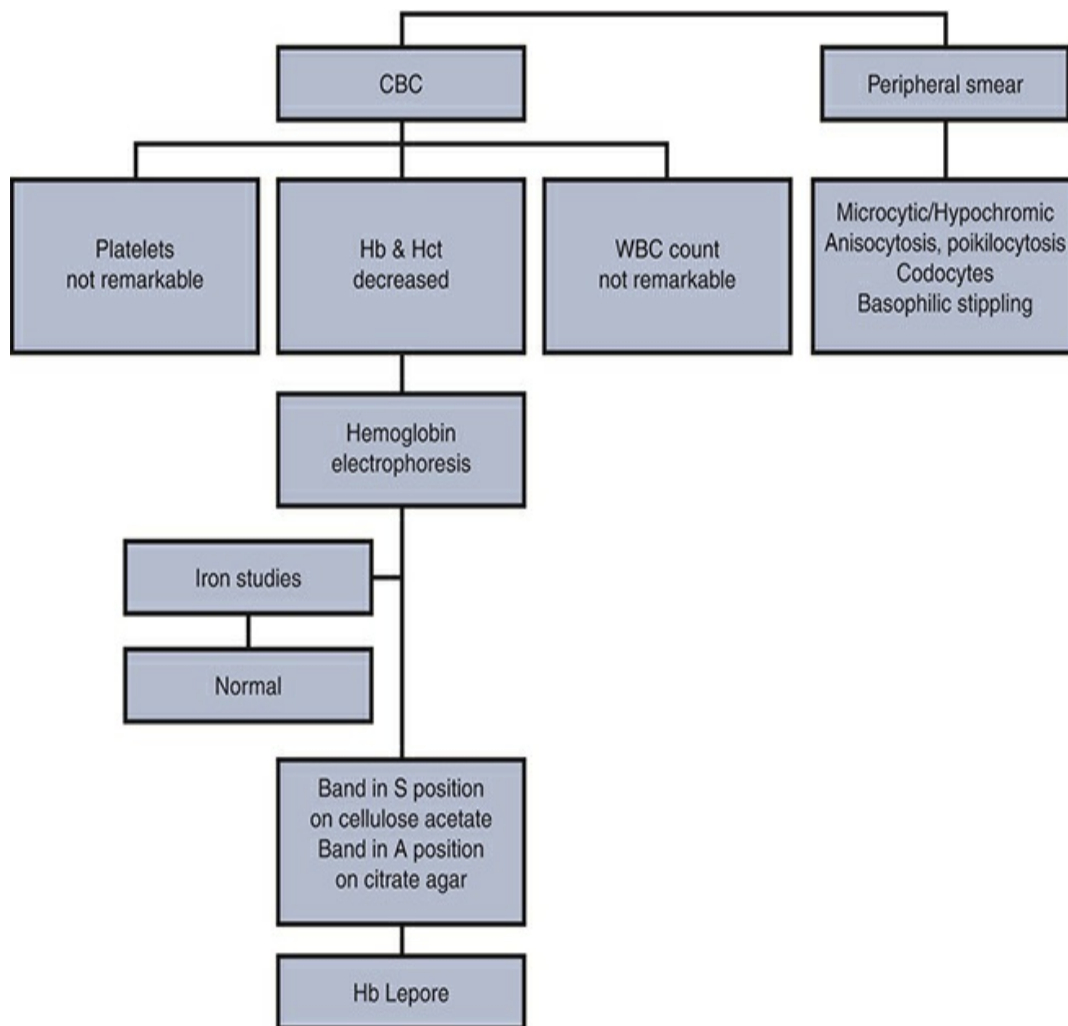 CBC
Peripheral smear
Platelets
not remarkable
Hb & Hct
decreased
WBC count
not remarkable
Microcytic/Hypochromic
Anisocytosis, poikilocytosis
Codocytes
Basophilic stippling
Hemoglobin
electrophoresis
Iron studies
Normal
Band in S position
on cellulose acetate
Band in A position
on citrate agar
Hb Lepore